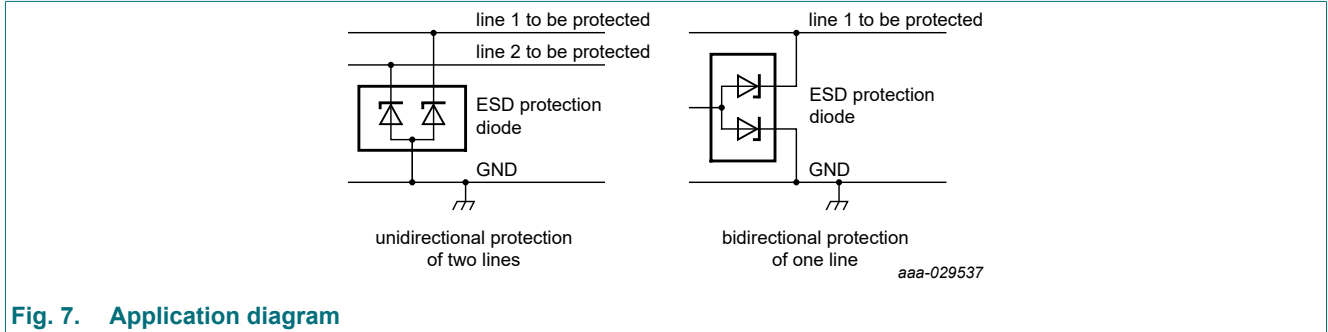 line 1 to be protected
line 2 to be protected
ESD protection
diode
GND
unidirectional protection
of two lines
line 1 to be protected
ESD protection
diode
GND
bidirectional protection
of one line
aaa-029537
Fig. 7. Application diagram